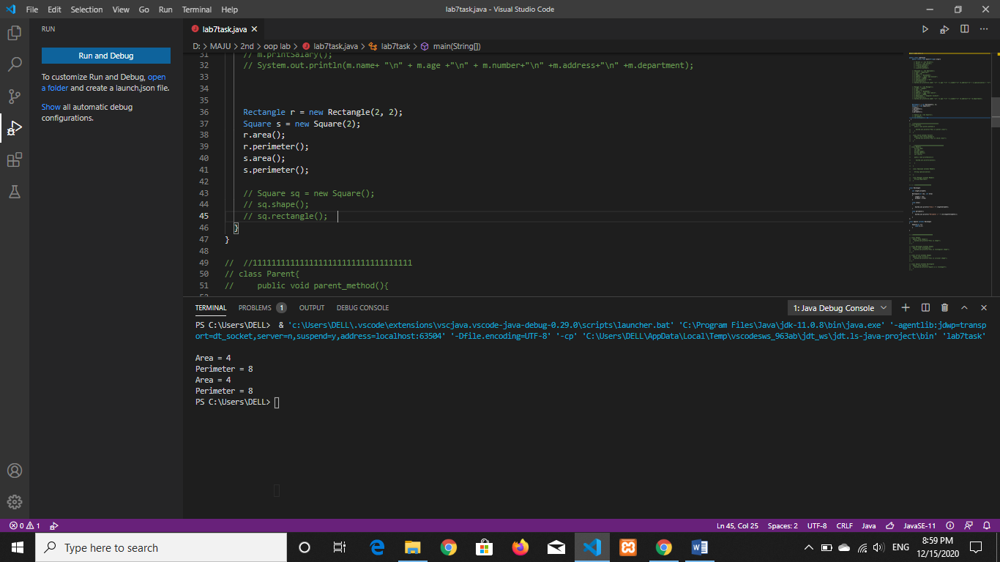 File Edit Selection View Go Run Terminal Help
lab7task.java - Visual Studio Code
RUN
Run and Debug
To customize Run and Debug, open
a folder and create a launch.json file.
Show all automatic debug
configurations.
lab7task.java
D: > MAJU > 2nd > oop lab > lab7task.java > lab7task > main(String[])
31 // m.printSalary();
32 // System.out.println(m.name+ "\n" + m.age +"\n" + m.number+"\n" +m.address+"\n" +m.department);
33
34
35
36 Rectangle r = new Rectangle(2, 2);
37 Square s = new Square(2);
38 r.area();
39 r.perimeter();
40 s.area();
41 s.perimeter();
42
43 // Square sq = new Square();
44 // sq.shape();
45 // sq.rectangle();
46 }
47 }
48
49 // //1111111111111111111111111111111111
50 // class Parent{
51 // public void parent_method(){
TERMINAL PROBLEMS 1 OUTPUT DEBUG CONSOLE
1: Java Debug Console
PS C:\Users\DELL> & 'c:\Users\DELL\.vscode\extensions\vscjava.vscode-java-debug-0.29.0\scripts\launcher.bat' 'C:\Program Files\Java\jdk-11.0.8\bin\java.exe' '-agentlib:jdwp=transp
ort=dt_socket,server=n,suspend=y,address=localhost:63504' '-Dfile.encoding=UTF-8' '-cp' 'C:\Users\DELL\AppData\Local\Temp\vscodesws_963ab\jdt_ws\jdt.ls-java-project\bin' 'lab7task'
Area = 4
Perimeter = 8
Area = 4
Perimeter = 8
PS C:\Users\DELL>
0 1
Ln 45, Col 25 Spaces: 2 UTF-8 CRLF Java JavaSE-11
Type here to search
ENG
8:59 PM
12/15/2020